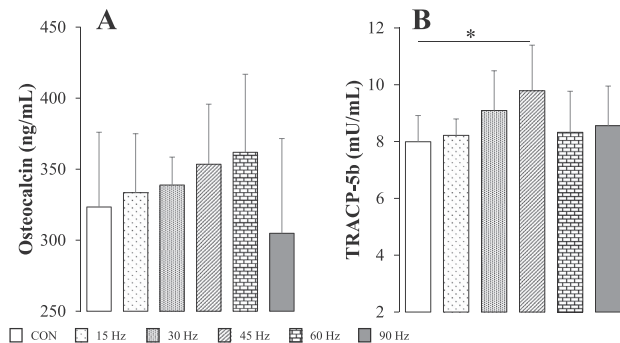 A
Osteocalcin (ng/mL)
450
400
350
300
250
B
*
TRACP-5b (mU/mL)
12
10
8
6
4
2
CON 15 Hz 30 Hz 45 Hz 60 Hz 90 Hz